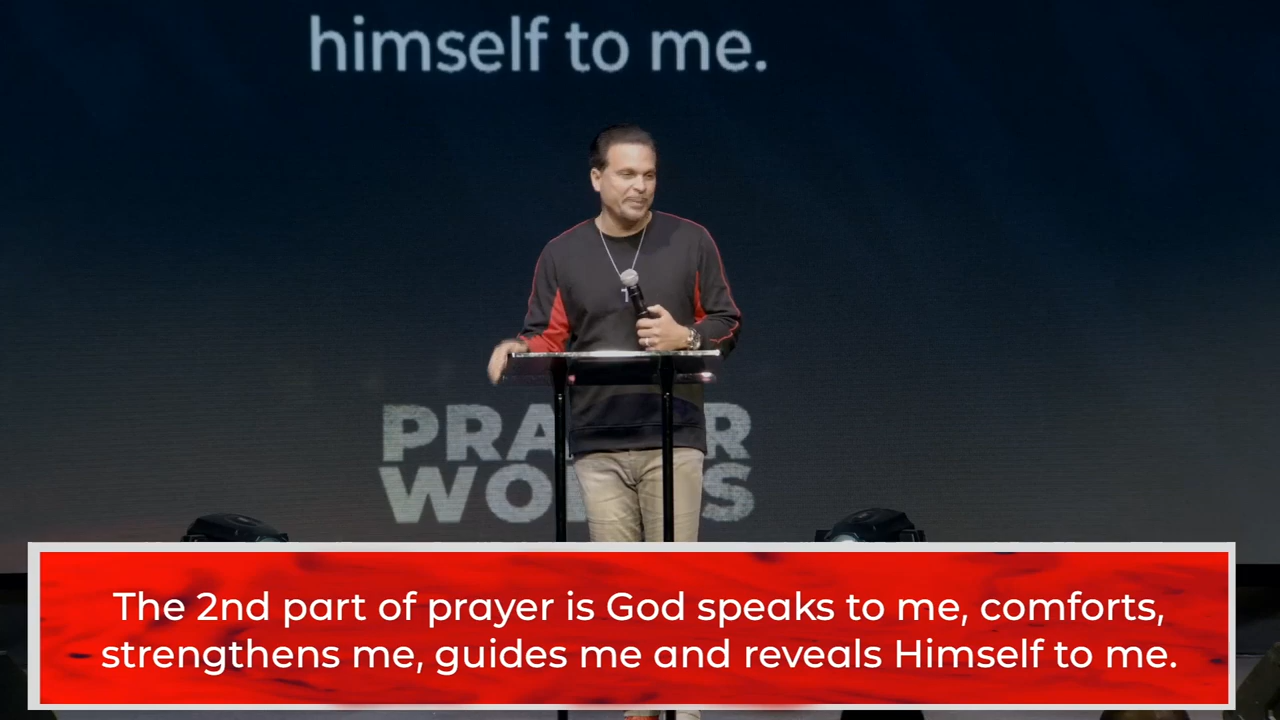 himself to me.
The 2nd part of prayer is God speaks to me, comforts,
strengthens me, guides me and reveals Himself to me.